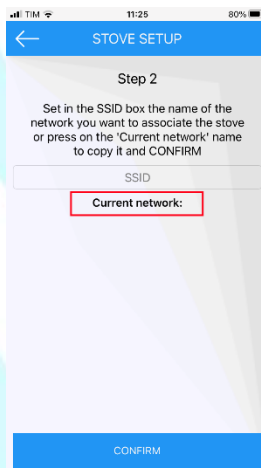 TIM 11:25 80%
STOVE SETUP
Step 2
Set in the SSID box the name of the
network you want to associate the stove
or press on the 'Current network' name
to copy it and CONFIRM
SSID
Current network:
CONFIRM